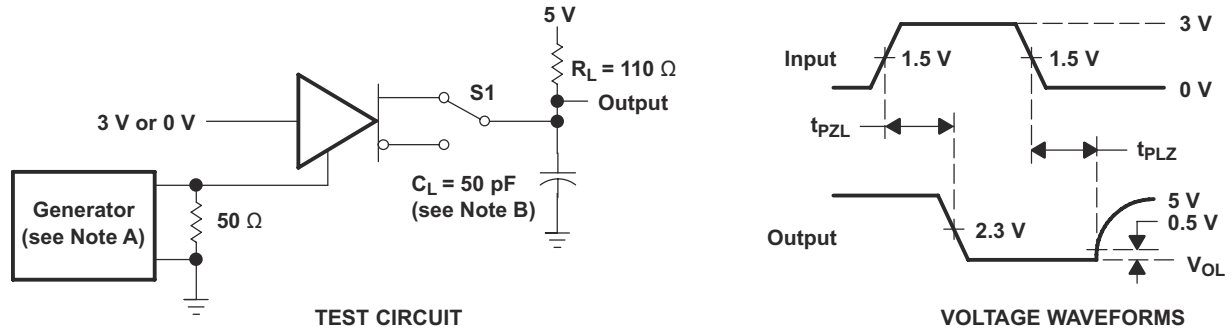 5 V
R_L = 110 Ω
S1
Output
3 V or 0 V
C_L = 50 pF
(see Note B)
Generator
(see Note A)
50 Ω
TEST CIRCUIT
3 V
Input
1.5 V
1.5 V
0 V
t_PZL
t_PLZ
5 V
0.5 V
Output
2.3 V
V_OL
VOLTAGE WAVEFORMS